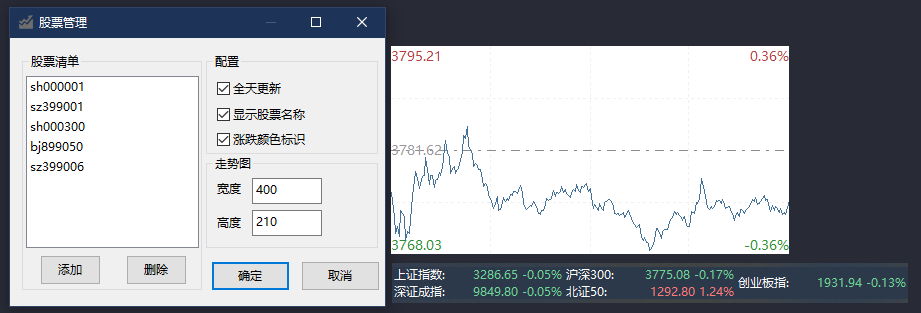 股票管理
股票清单
sh000001
sz399001
sh000300
bj899050
sz399006
添加
删除
配置
全天更新
显示股票名称
涨跌颜色标识
走势图
宽度 400
高度 210
确定
取消
3795.21 0.36%
3781.62
3768.03 -0.36%
上证指数: 3286.65 -0.05% 沪深300: 3775.08 -0.17%
深证成指: 9849.80 -0.05% 北证50: 1292.80 1.24%
创业板指: 1931.94 -0.13%